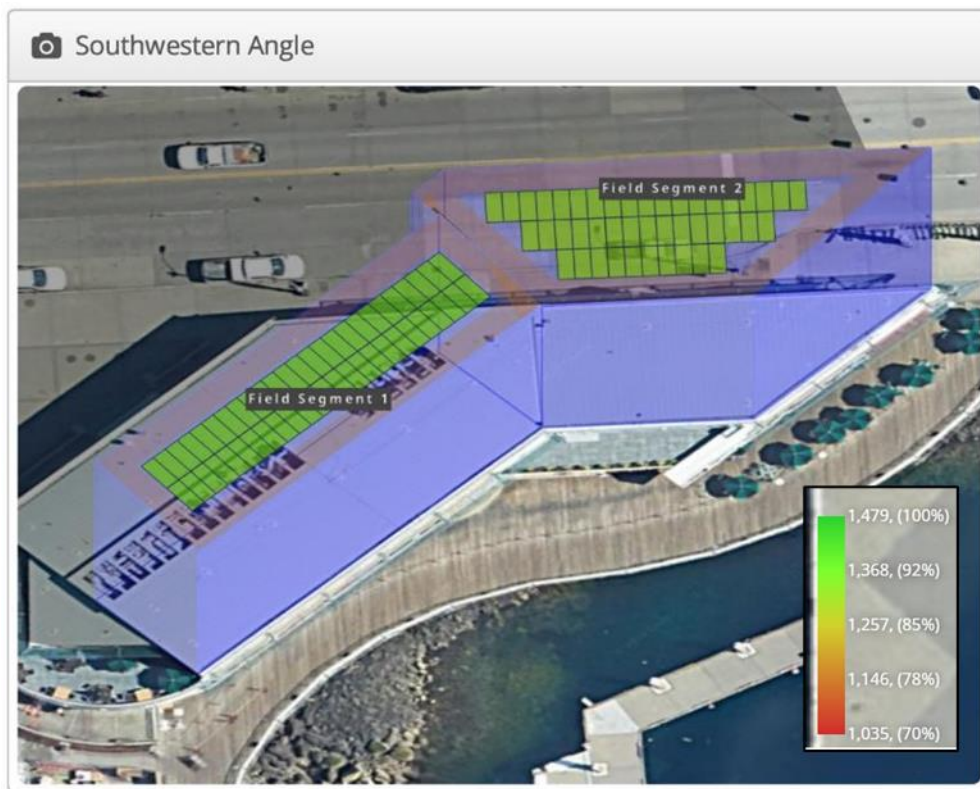 Southwestern Angle
Field Segment 2
Field Segment 1
1,479, (100%)
1,368, (92%)
1,257, (85%)
1,146, (78%)
1,035, (70%)